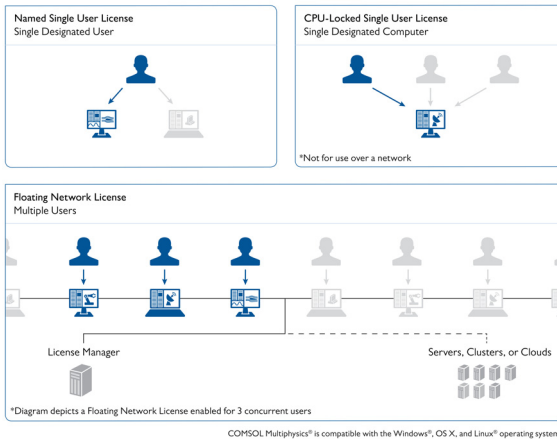 Named Single User License
Single Designated User
CPU-Locked Single User License
Single Designated Computer
*Not for use over a network
Floating Network License
Multiple Users
License Manager
Servers, Clusters, or Clouds
*Diagram depicts a Floating Network License enabled for 3 concurrent users
COMSOL Multiphysics® is compatible with the Windows®, OS X, and Linux® operating system